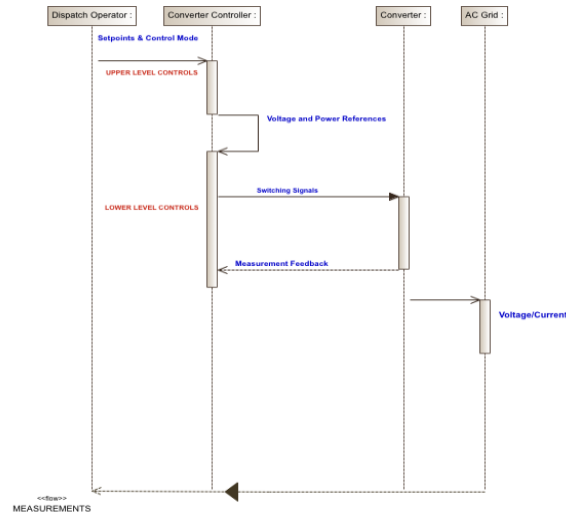 Dispatch Operator :
Converter Controller :
Converter :
AC Grid :
Setpoints & Control Mode
UPPER LEVEL CONTROLS
Voltage and Power References
Switching Signals
LOWER LEVEL CONTROLS
Measurement Feedback
Voltage/Current
<<flow>>
MEASUREMENTS